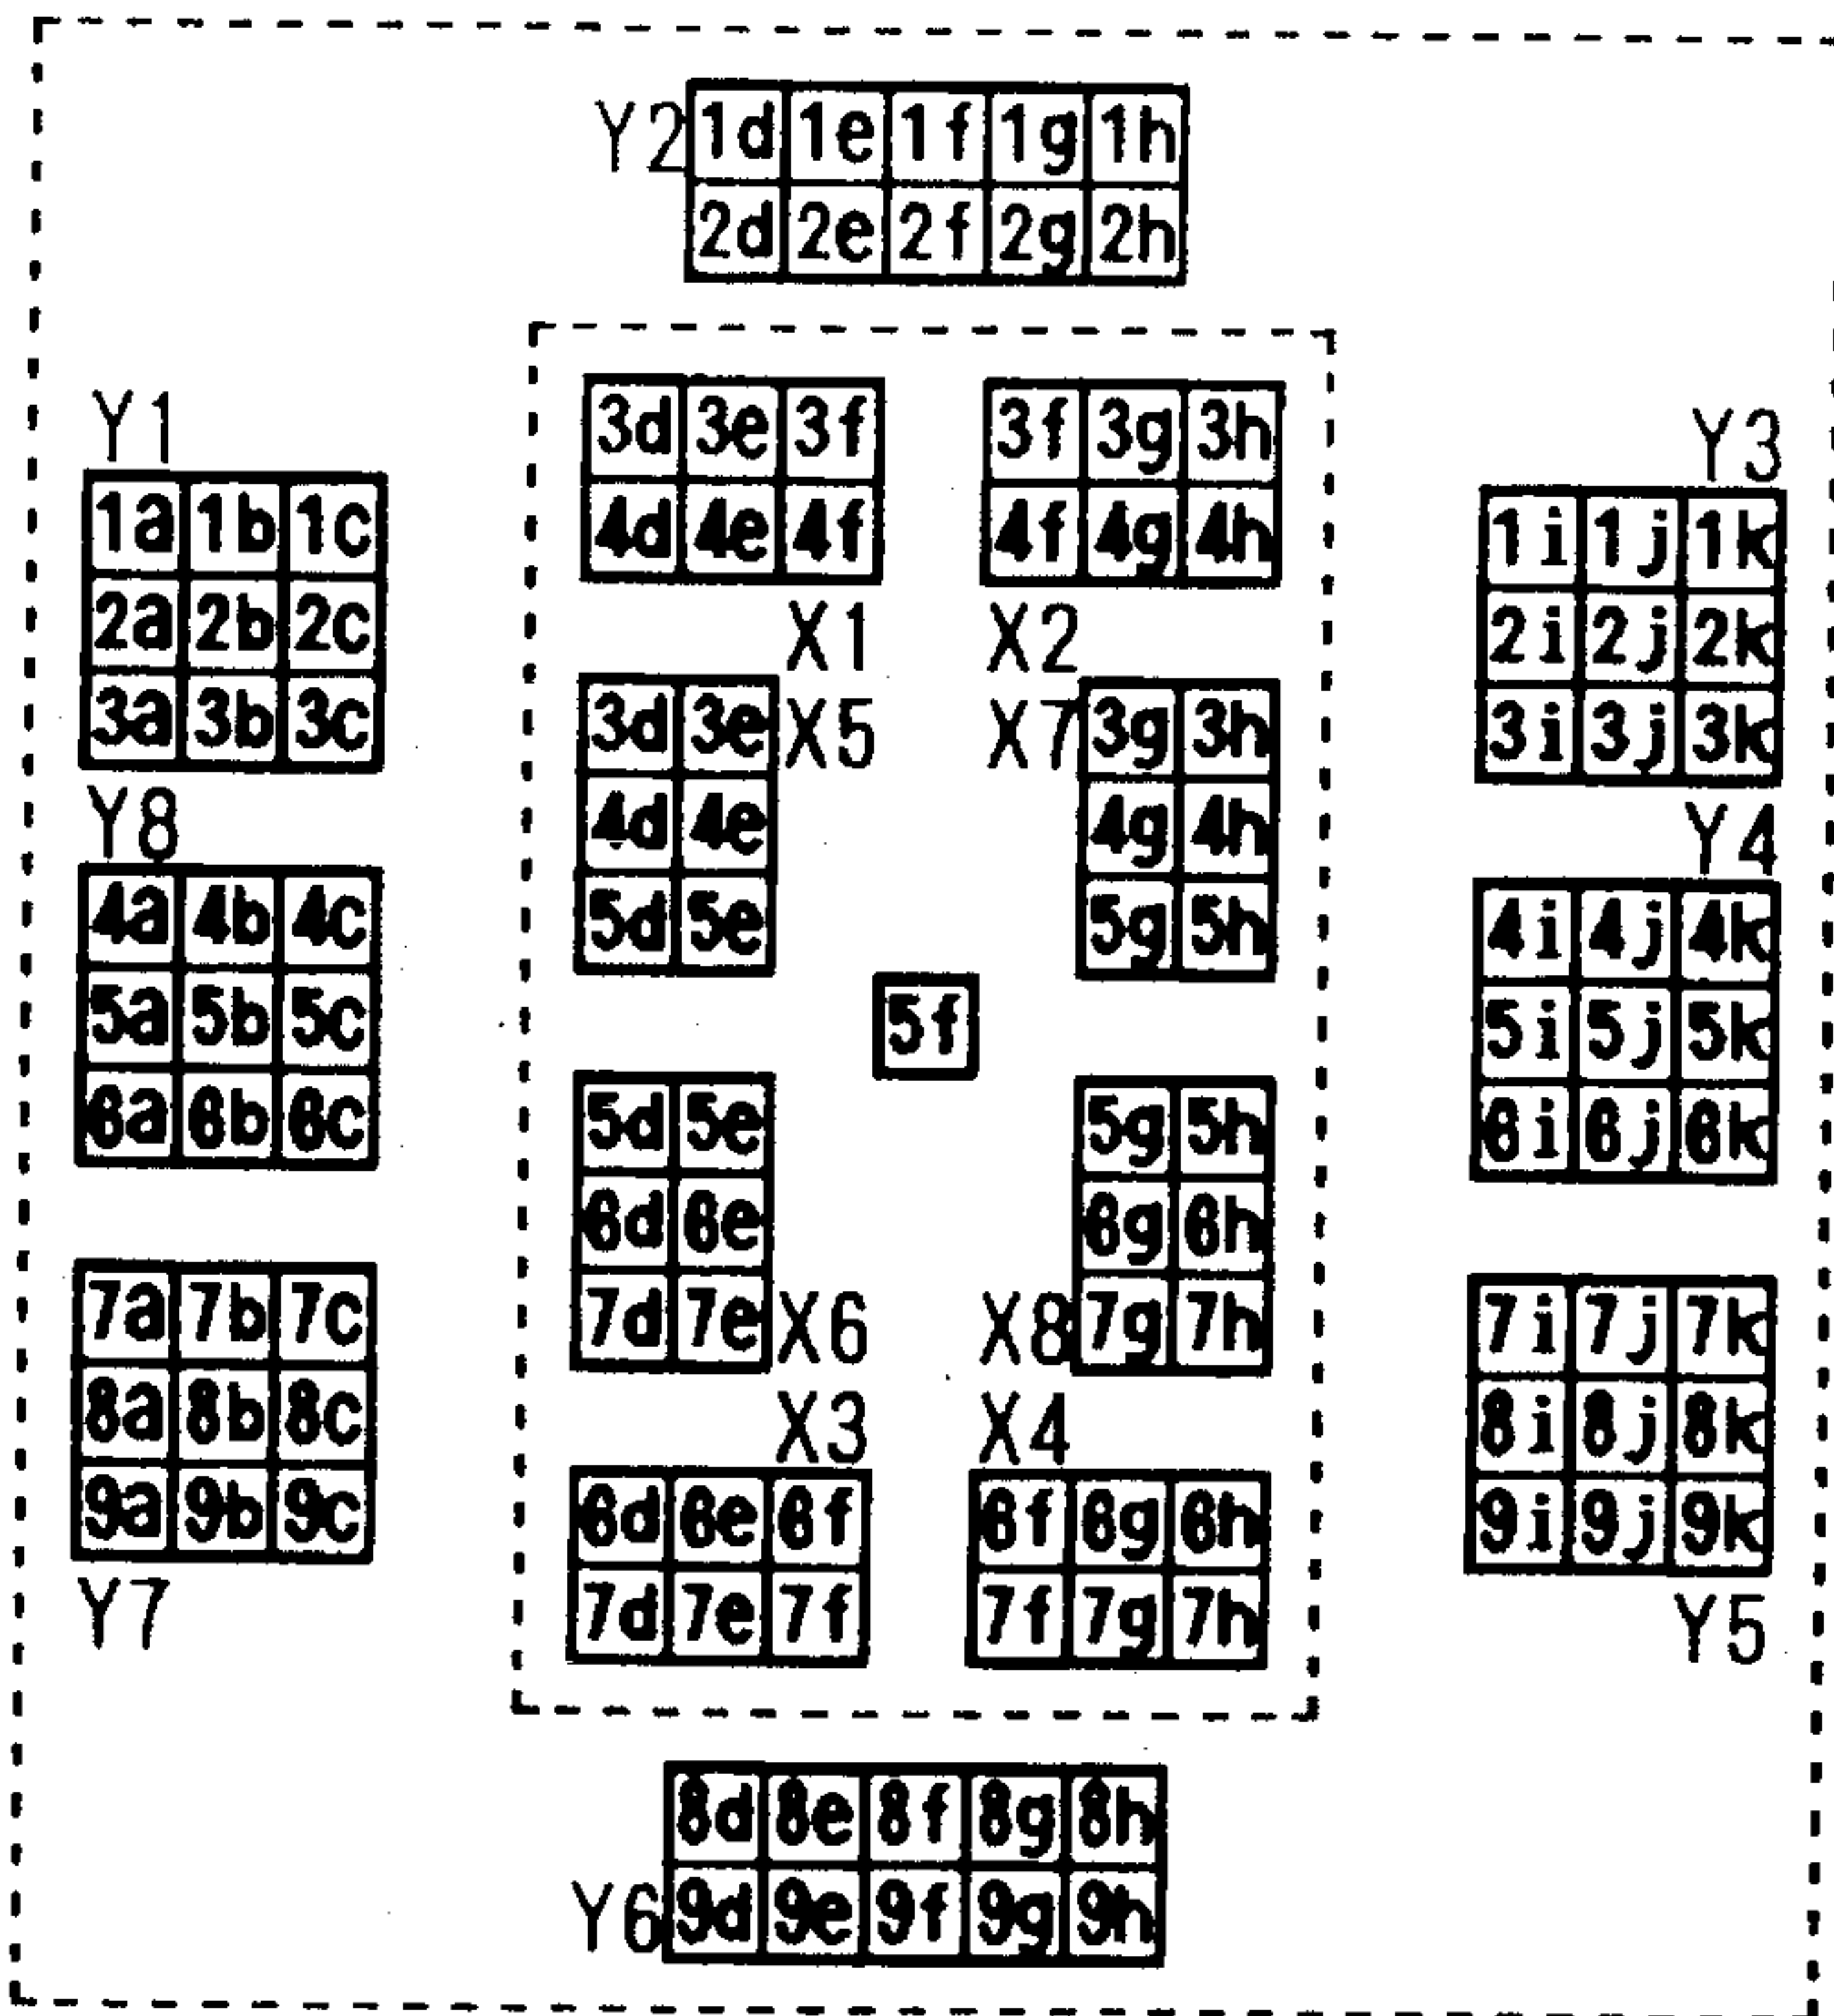 Y2 1d 1e 1f 1g 1h
2d 2e 2f 2g 2h
Y1
1a 1b 1c
2a 2b 2c
3a 3b 3c
Y8
4a 4b 4c
5a 5b 5c
6a 6b 6c
7a 7b 7c
8a 8b 8c
9a 9b 9c
Y7
3d 3e 3f
4d 4e 4f
X1
3f 3g 3h
4f 4g 4h
X2
3d 3e X5
4d 4e
5d 5e
X7 3g 3h
4g 4h
5g 5h
5f
5d 5e
6d 6e
7d 7e X6
5g 5h
6g 6h
X8 7g 7h
X3
6d 6e 6f
7d 7e 7f
X4
6f 6g 6h
7f 7g 7h
Y3
1i 1j 1k
2i 2j 2k
3i 3j 3k
Y4
4i 4j 4k
5i 5j 5k
6i 6j 6k
7i 7j 7k
8i 8j 8k
9i 9j 9k
Y5
8d 8e 8f 8g 8h
Y6 9d 9e 9f 9g 9h